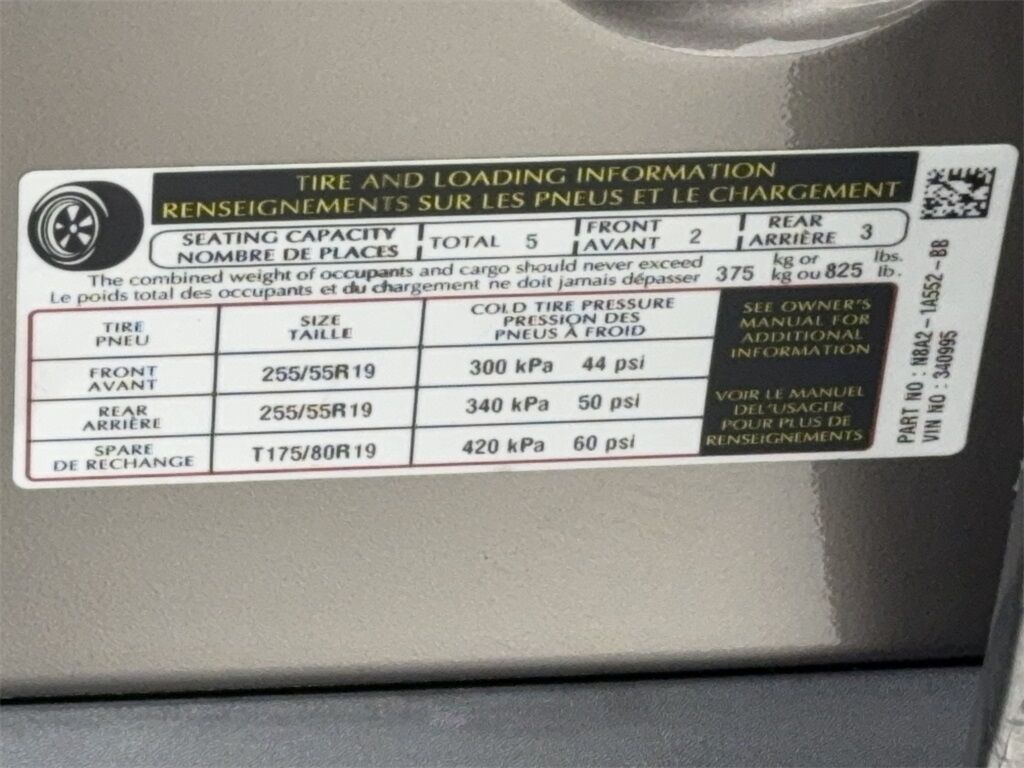 TIRE AND LOADING INFORMATION
RENSEIGNEMENTS SUR LES PNEUS ET LE CHARGEMENT
SEATING CAPACITY
NOMBRE DE PLACES
TOTAL 5
FRONT
AVANT
2
REAR
ARRIÈRE
3
The combined weight of occupants and cargo should never exceed
Le poids total des occupants et du chargement ne doit jamais dépasser
375
kg or
kg ou
825
lbs.
lb.
TIRE
PNEU
SIZE
TAILLE
COLD TIRE PRESSURE
PRESSION DES
PNEUS À FROID
FRONT
AVANT
255/55R19
300 kPa 44 psi
REAR
ARRIÈRE
255/55R19
340 kPa 50 psi
SPARE
DE RECHANGE
T175/80R19
420 kPa 60 psi
SEE OWNER'S
MANUAL FOR
ADDITIONAL
INFORMATION
VOIR LE MANUEL
DEL'USAGER
POUR PLUS DE
RENSEIGNEMENTS
PART NO : N8A2-1A552-BB
VIN NO : 340995